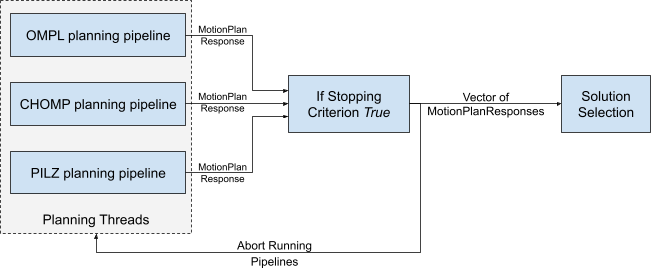 OMPL planning pipeline
MotionPlan
Response
CHOMP planning pipeline
MotionPlan
Response
PILZ planning pipeline
MotionPlan
Response
Planning Threads
If Stopping
Criterion True
Vector of
MotionPlanResponses
Solution
Selection
Abort Running
Pipelines